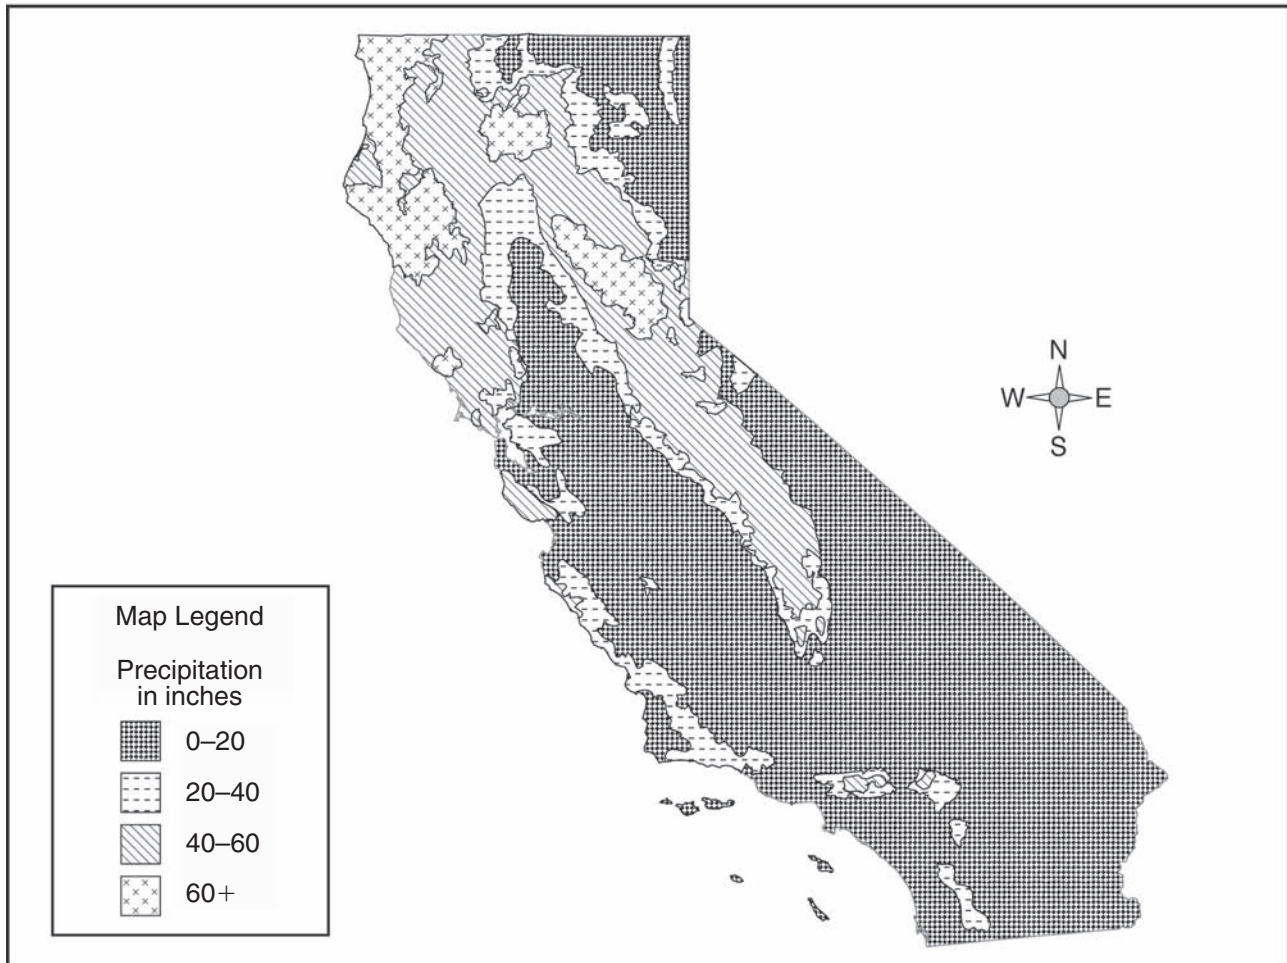 N
W E
S
Map Legend
Precipitation
in inches
0–20
20–40
40–60
60+